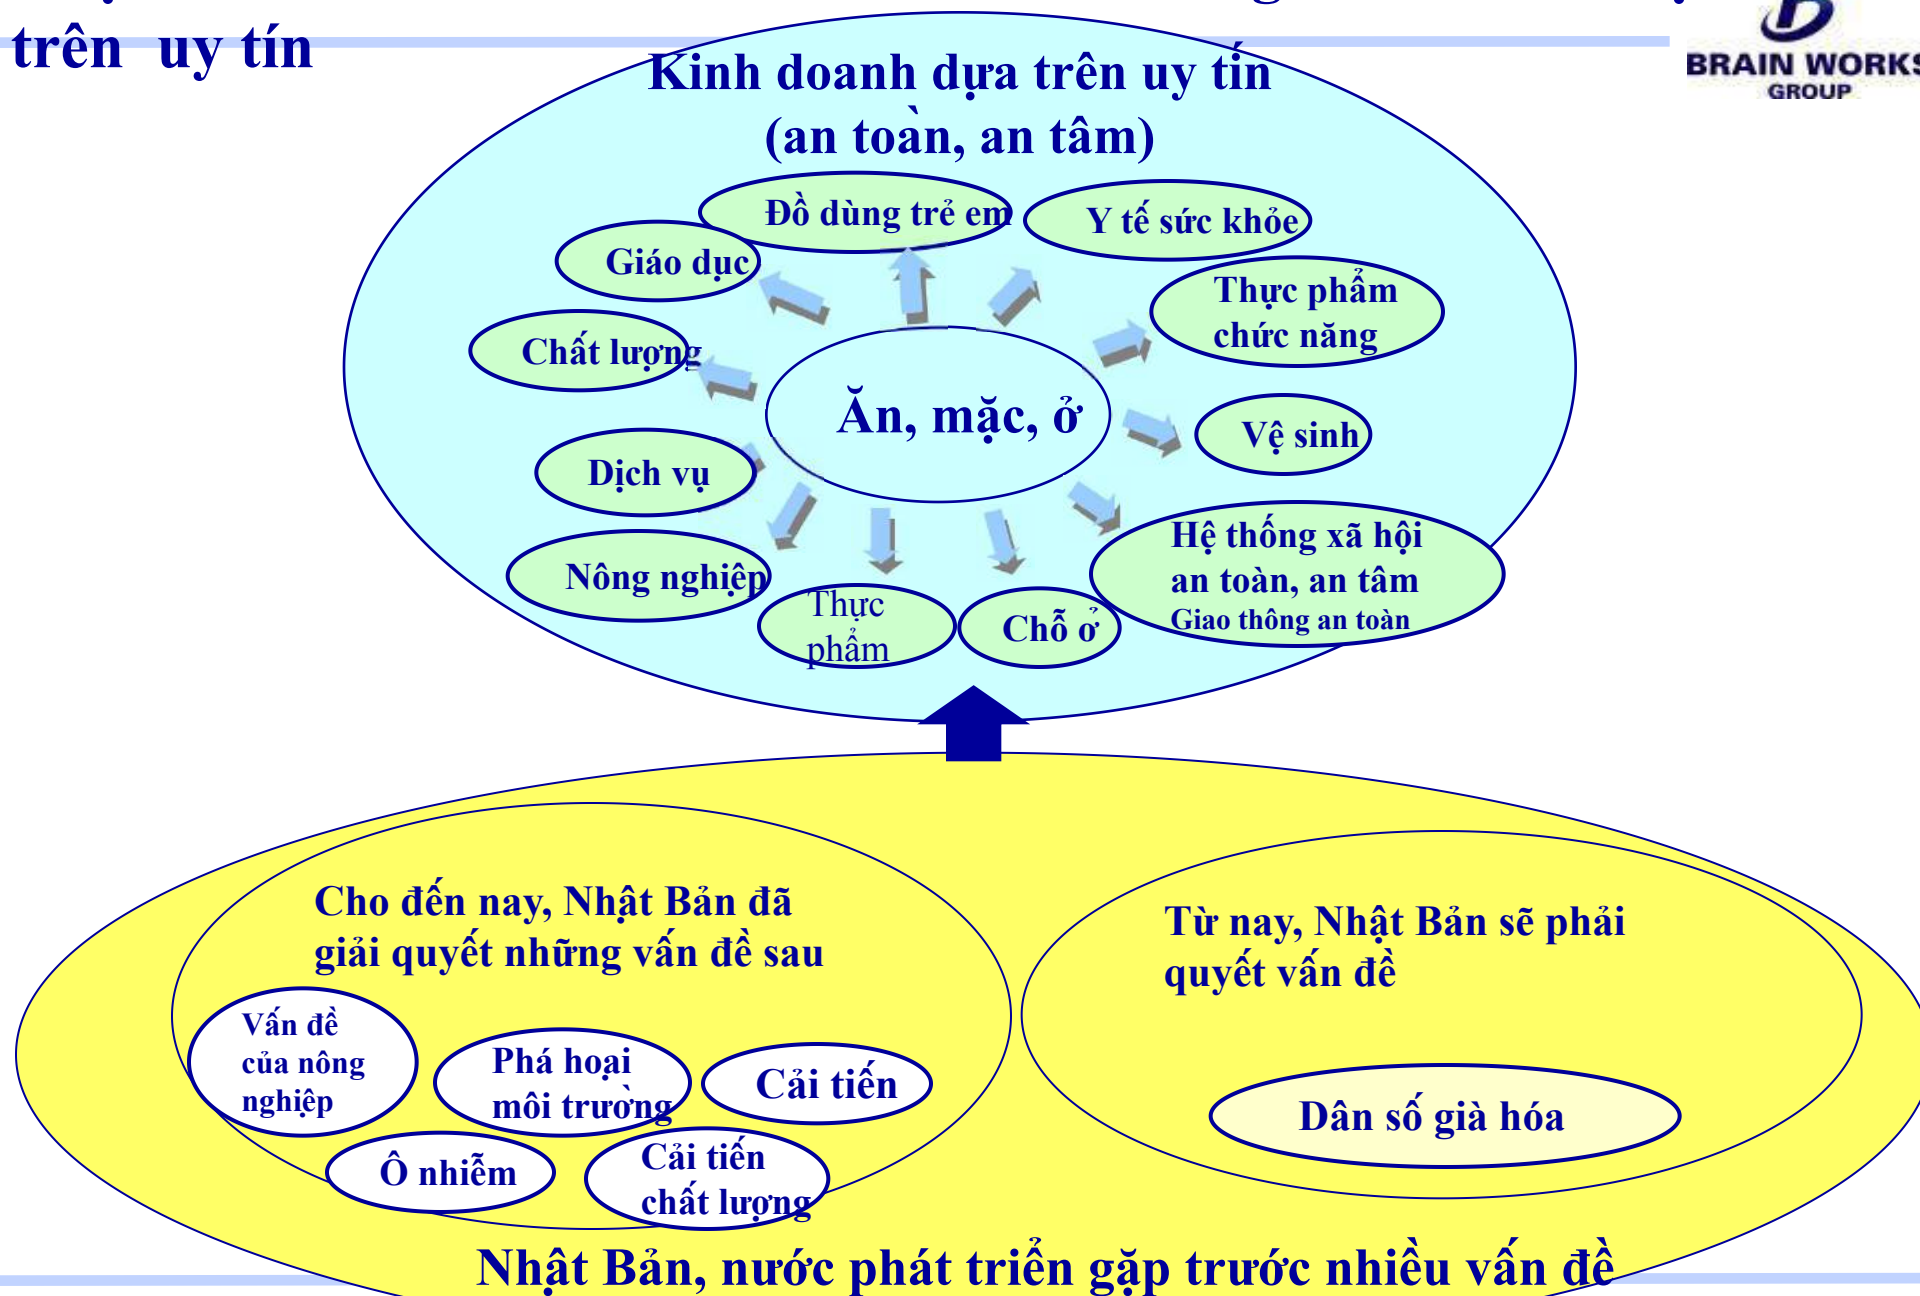 trên uy tín
BRAIN WORKS
GROUP
Kinh doanh dựa trên uy tín
(an toàn, an tâm)
Đồ dùng trẻ em
Y tế sức khỏe
Giáo dục
Thực phẩm
chức năng
Chất lượng
Ăn, mặc, ở
Vệ sinh
Dịch vụ
Hệ thống xã hội
an toàn, an tâm
Giao thông an toàn
Nông nghiệp
Thực
phẩm
Chỗ ở
Cho đến nay, Nhật Bản đã
giải quyết những vấn đề sau
Từ nay, Nhật Bản sẽ phải
quyết vấn đề
Vấn đề
của nông
nghiệp
Phá hoại
môi trường
Cải tiến
Dân số già hóa
Ô nhiễm
Cải tiến
chất lượng
Nhật Bản, nước phát triển gặp trước nhiều vấn đề